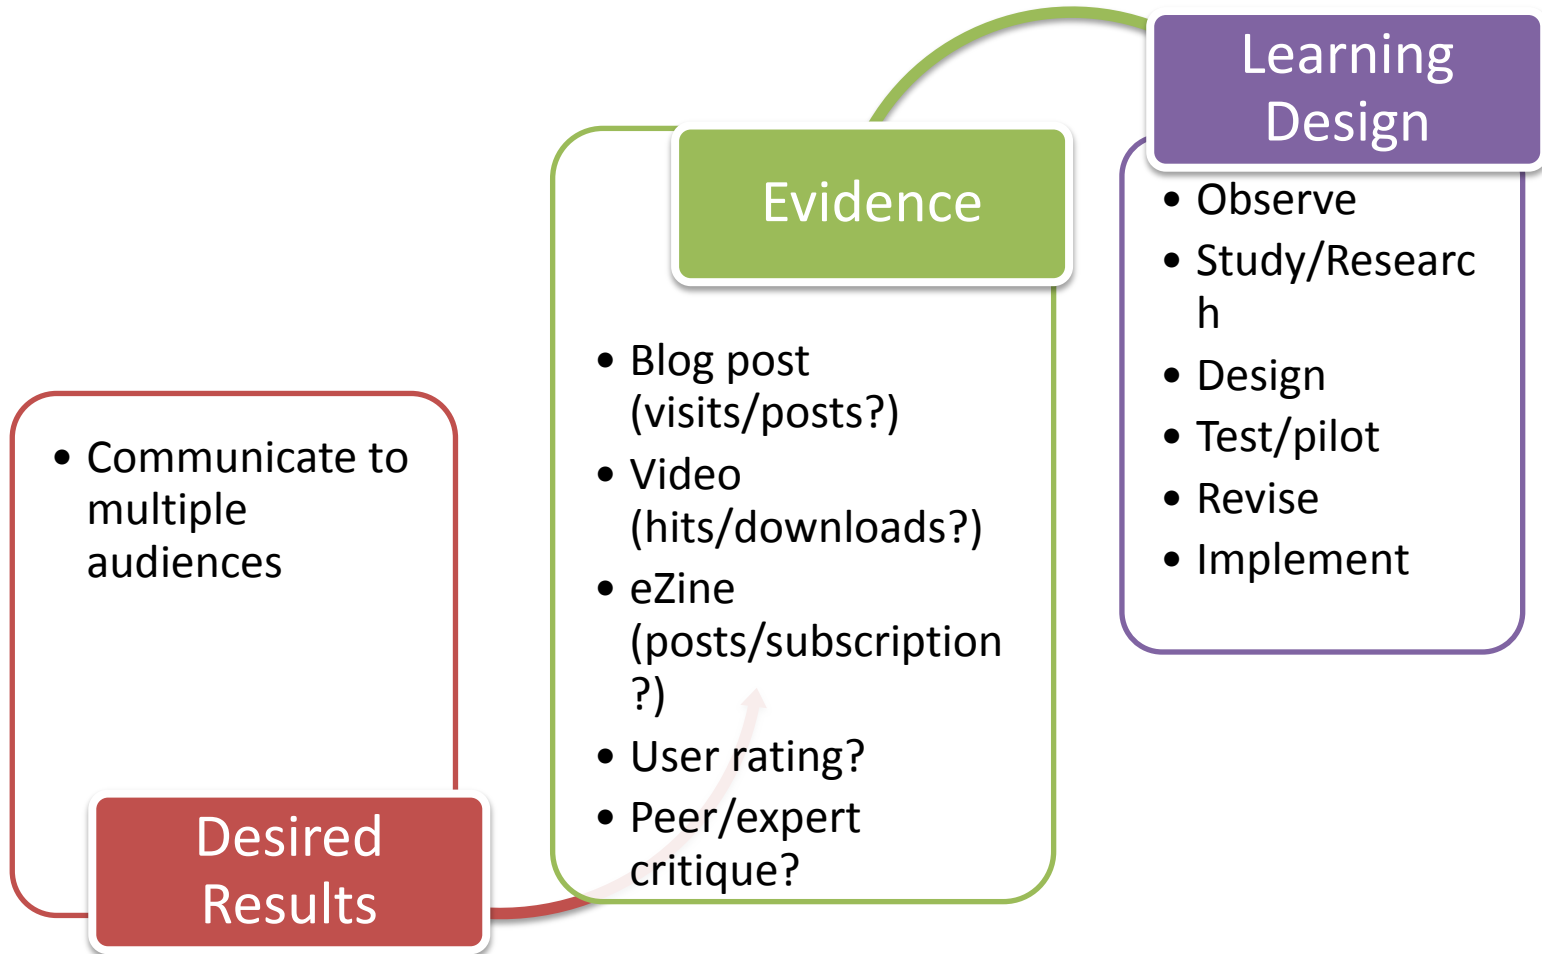 • Communicate to
multiple
audiences
Desired
Results
Evidence
• Blog post
(visits/posts?)
• Video
(hits/downloads?)
• eZine
(posts/subscription
?)
• User rating?
• Peer/expert
critique?
Learning
Design
• Observe
• Study/Researc
h
• Design
• Test/pilot
• Revise
• Implement